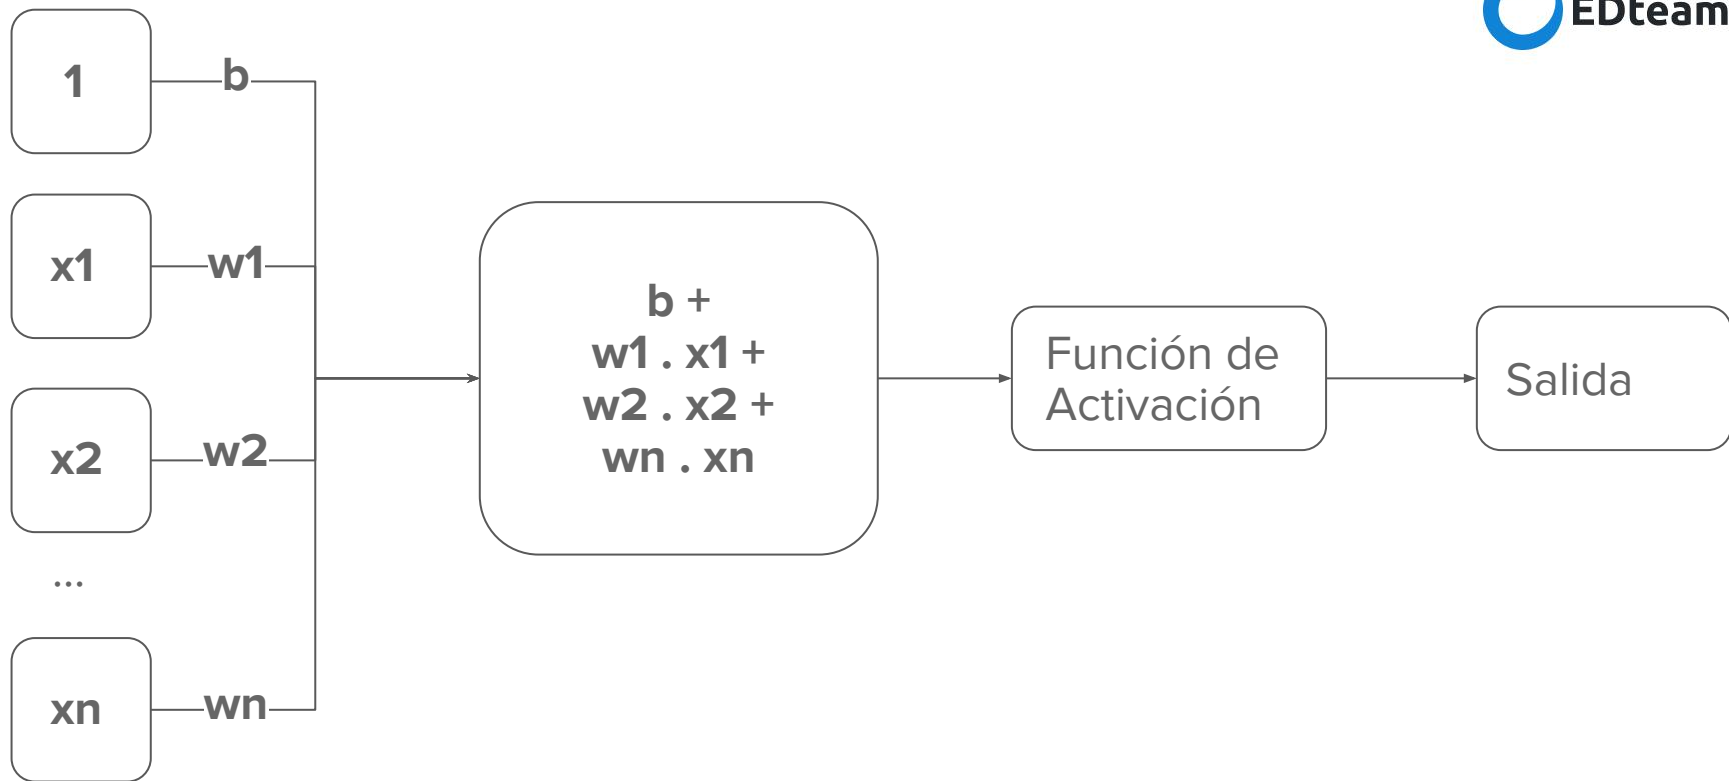 EDteam
1
b
x1
w1
x2
w2
...
xn
wn
b +
w1 . x1 +
w2 . x2 +
wn . xn
Función de
Activación
Salida